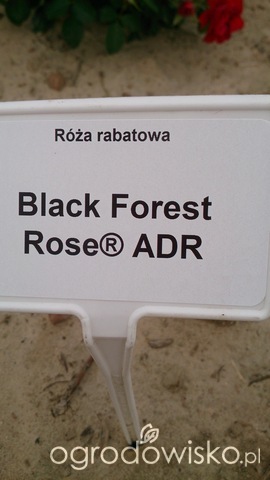 Róża rabatowa
Black Forest
Rose® ADR
ogrodowisko.pl